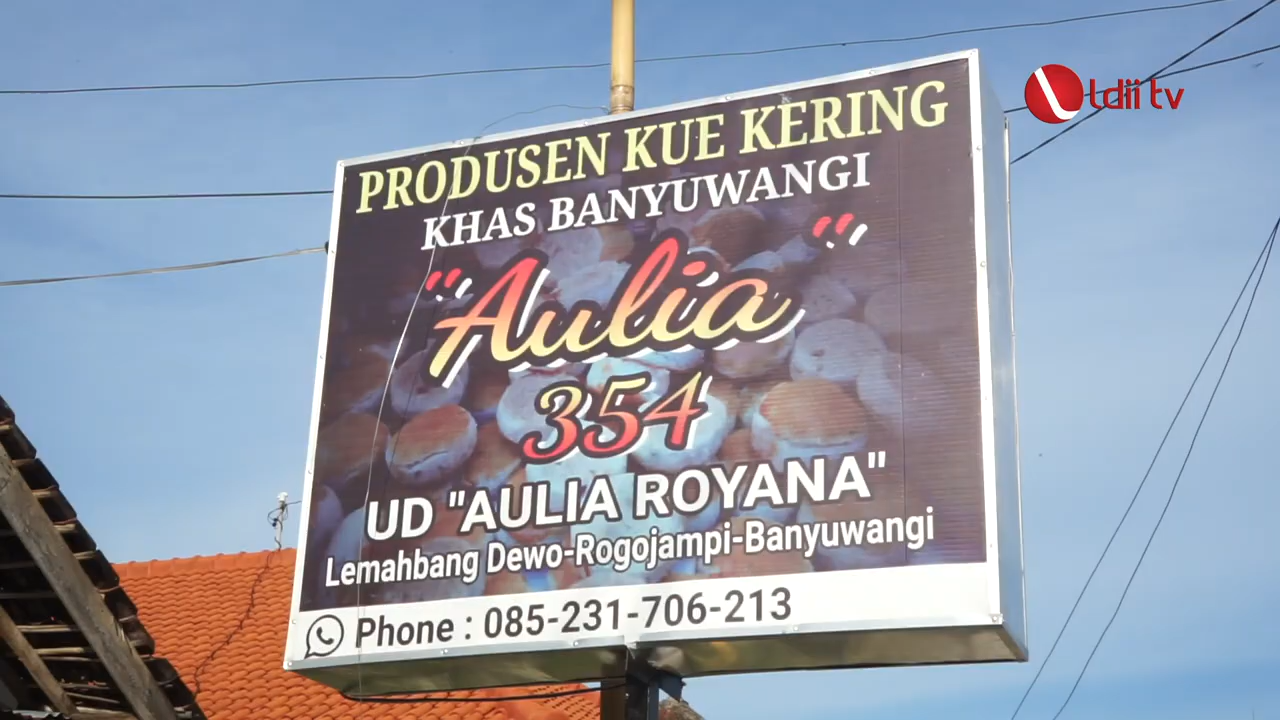 ldii tv
PRODUSEN KUE KERING
KHAS BANYUWANGI
"Aulia"
354
UD "AULIA ROYANA"
Lemahbang Dewo-Rogojampi-Banyuwangi
Phone : 085-231-706-213